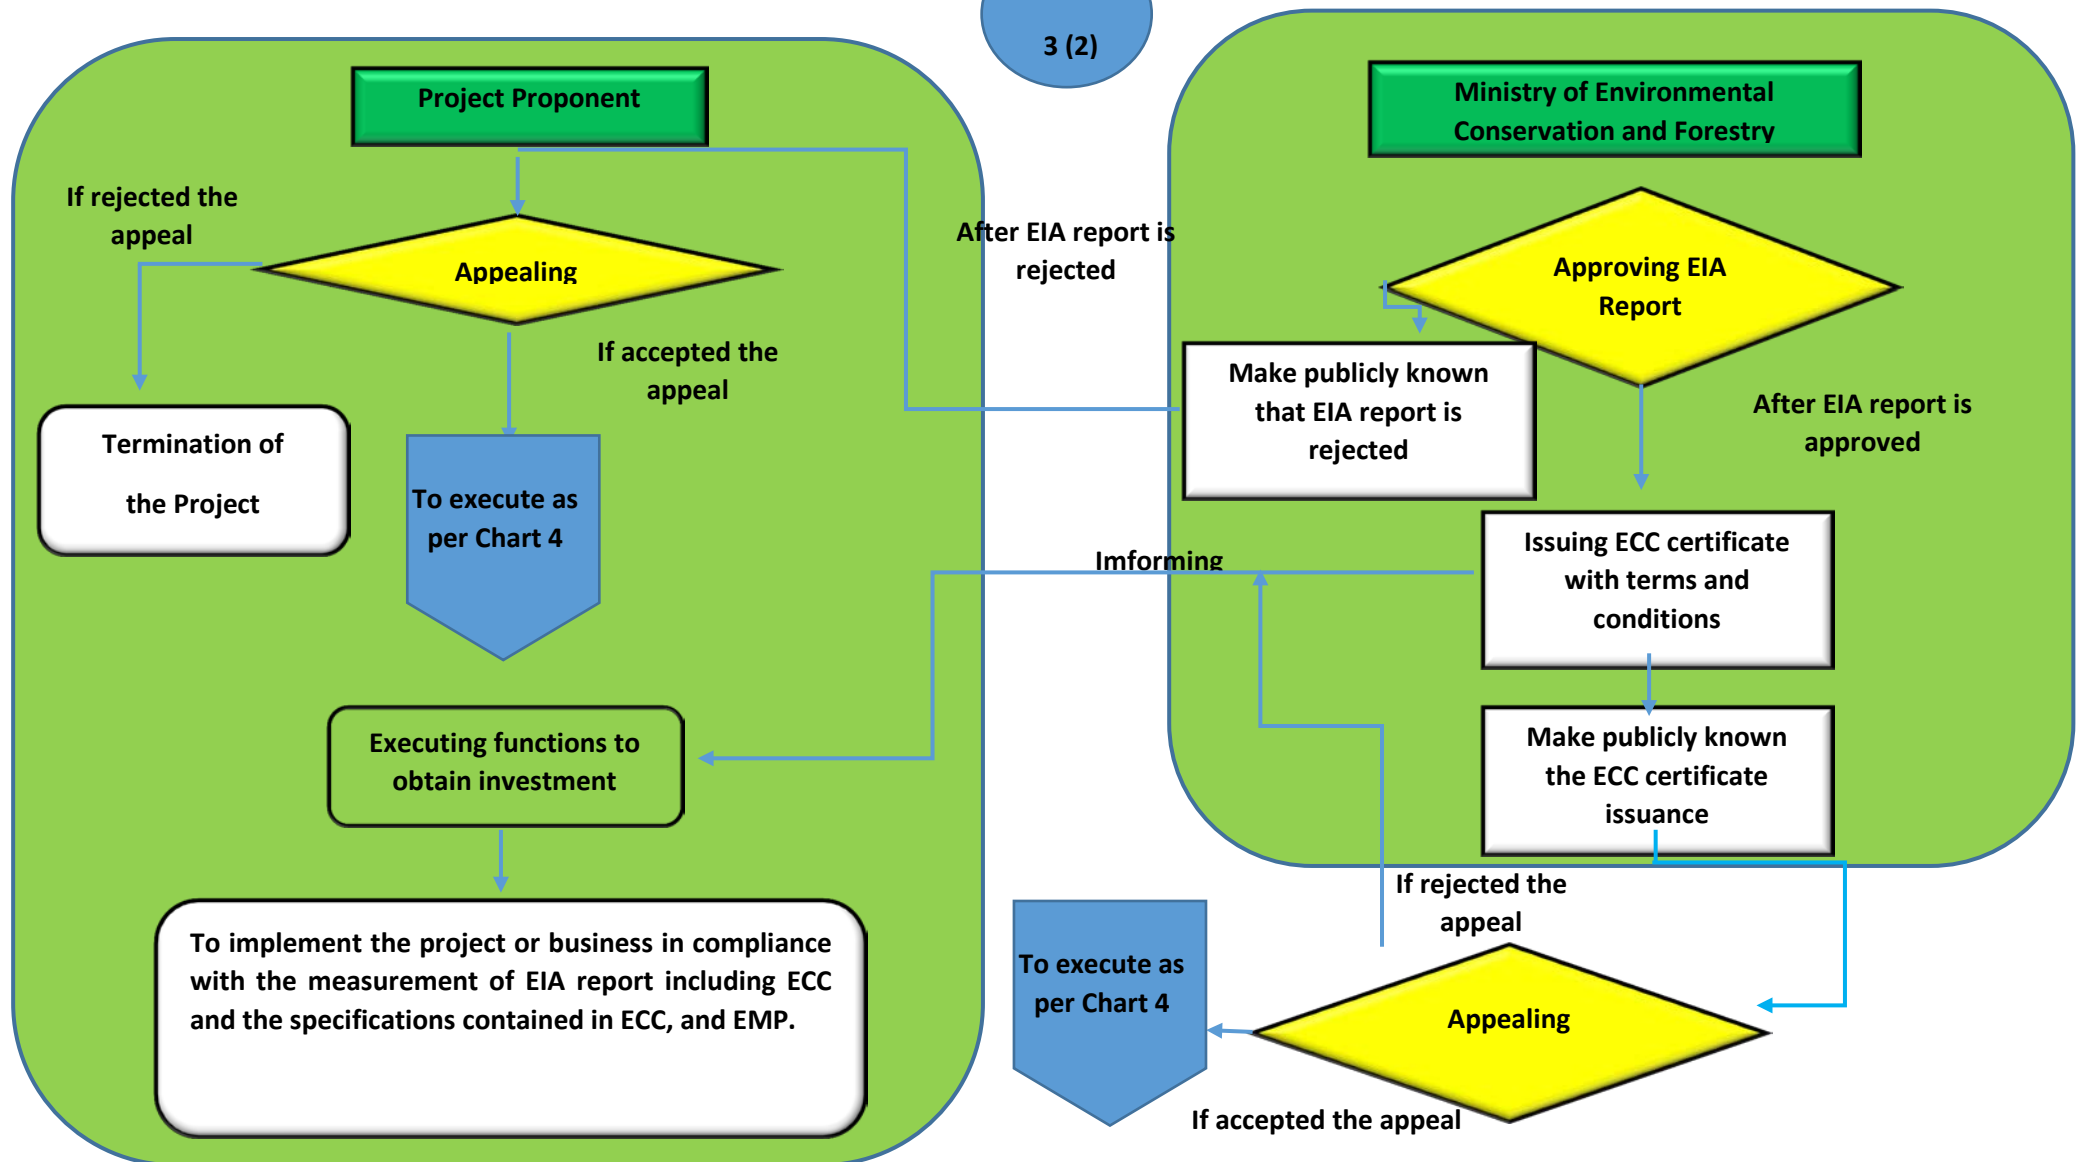 3 (2)
Project Proponent
If rejected the
appeal
Appealing
If accepted the
appeal
Termination of
the Project
To execute as
per Chart 4
Executing functions to
obtain investment
To implement the project or business in compliance
with the measurement of EIA report including ECC
and the specifications contained in ECC, and EMP.
After EIA report is
rejected
Imforming
Ministry of Environmental
Conservation and Forestry
Approving EIA
Report
Make publicly known
that EIA report is
rejected
After EIA report is
approved
Issuing ECC certificate
with terms and
conditions
Make publicly known
the ECC certificate
issuance
If rejected the
appeal
Appealing
To execute as
per Chart 4
If accepted the appeal